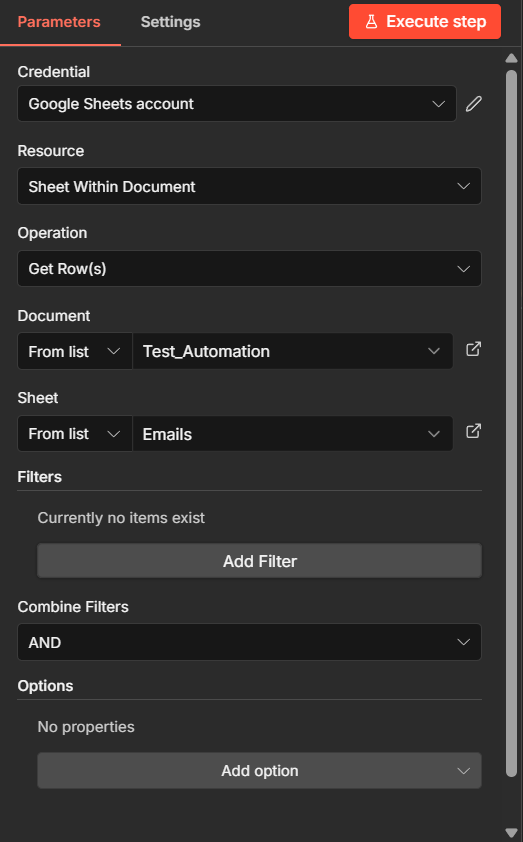 Parameters Settings Execute step
Credential
Google Sheets account
Resource
Sheet Within Document
Operation
Get Row(s)
Document
From list Test_Automation
Sheet
From list Emails
Filters
Currently no items exist
Add Filter
Combine Filters
AND
Options
No properties
Add option